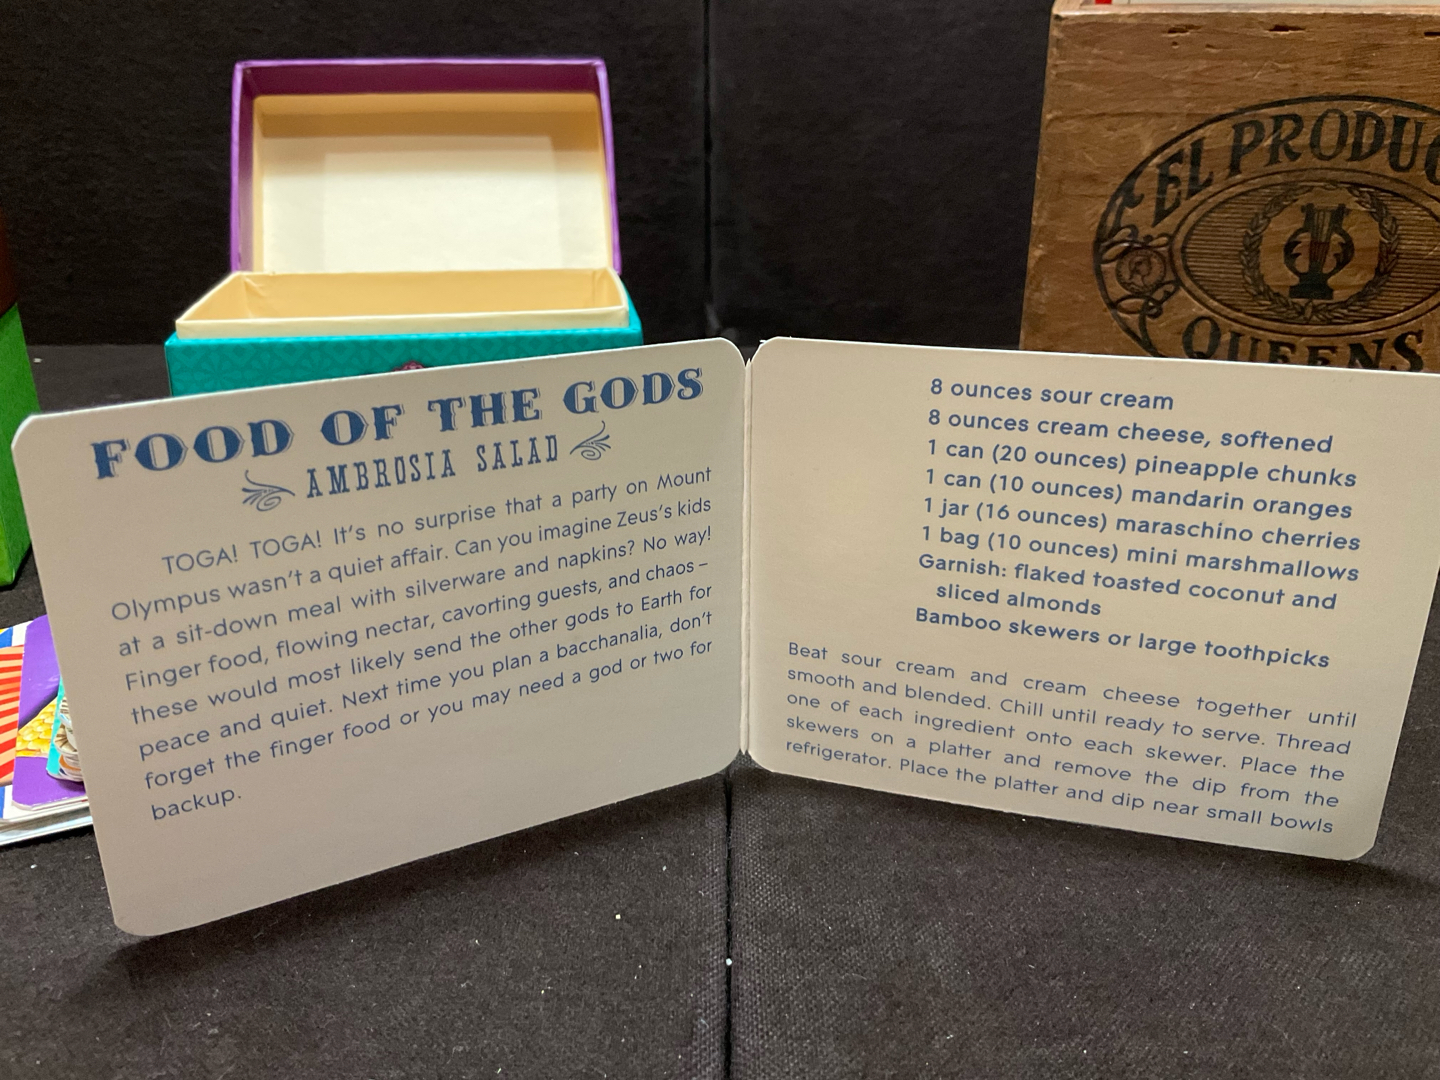 EL PRODUC
QUEENS
FOOD OF THE GODS
AMBROSIA SALAD
TOGA! TOGA! It's no surprise that a party on Mount
Olympus wasn't a quiet affair. Can you imagine Zeus's kids
at a sit-down meal with silverware and napkins? No way!
Finger food, flowing nectar, cavorting guests, and chaos –
these would most likely send the other gods to Earth for
peace and quiet. Next time you plan a bacchanalia, don't
forget the finger food or you may need a god or two for
backup.
8 ounces sour cream
8 ounces cream cheese, softened
1 can (20 ounces) pineapple chunks
1 can (10 ounces) mandarin oranges
1 jar (16 ounces) maraschino cherries
1 bag (10 ounces) mini marshmallows
Garnish: flaked toasted coconut and
sliced almonds
Bamboo skewers or large toothpicks
Beat sour cream and cream cheese together until
smooth and blended. Chill until ready to serve. Thread
one of each ingredient onto each skewer. Place the
skewers on a platter and remove the dip from the
refrigerator. Place the platter and dip near small bowls